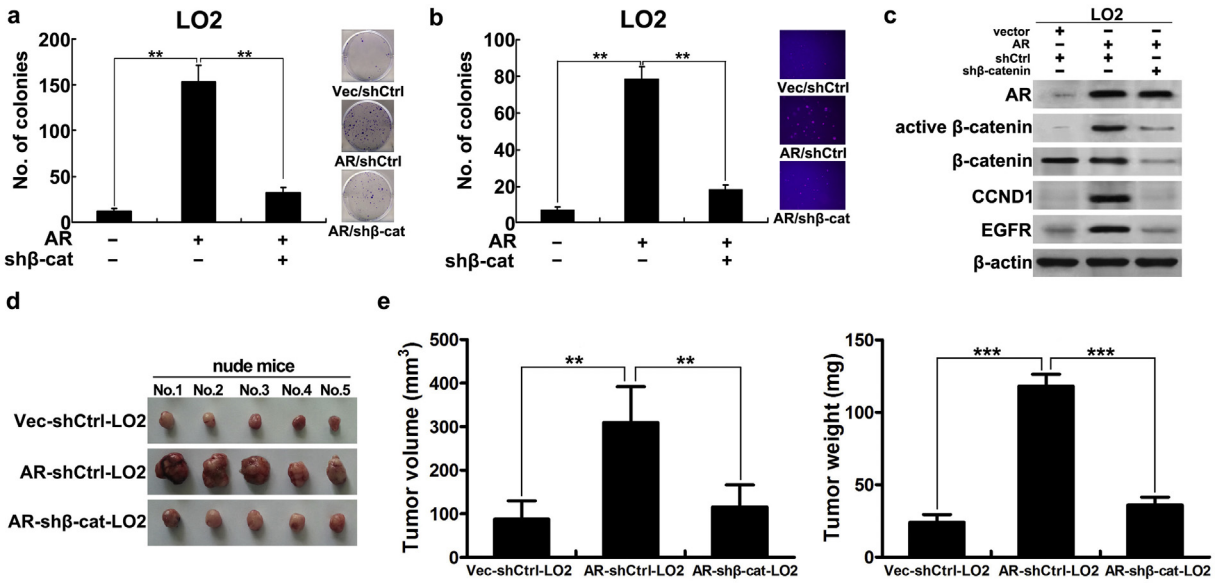 a
LO2
No. of colonies
200
150
100
50
0
** **
AR – + +
shβ-cat – – +
Vec/shCtrl
AR/shCtrl
AR/shβ-cat
b
LO2
No. of colonies
100
80
60
40
20
0
** **
AR – + +
shβ-cat – – +
Vec/shCtrl
AR/shCtrl
AR/shβ-cat
c
LO2
vector + – –
AR – + +
shCtrl + + –
shβ-catenin – – +
AR
active β-catenin
β-catenin
CCND1
EGFR
β-actin
d
nude mice
No.1 No.2 No.3 No.4 No.5
Vec-shCtrl-LO2
AR-shCtrl-LO2
AR-shβ-cat-LO2
e
Tumor volume (mm³)
500
400
300
200
100
0
** **
Vec-shCtrl-LO2 AR-shCtrl-LO2 AR-shβ-cat-LO2
Tumor weight (mg)
150
100
50
0
*** ***
Vec-shCtrl-LO2 AR-shCtrl-LO2 AR-shβ-cat-LO2